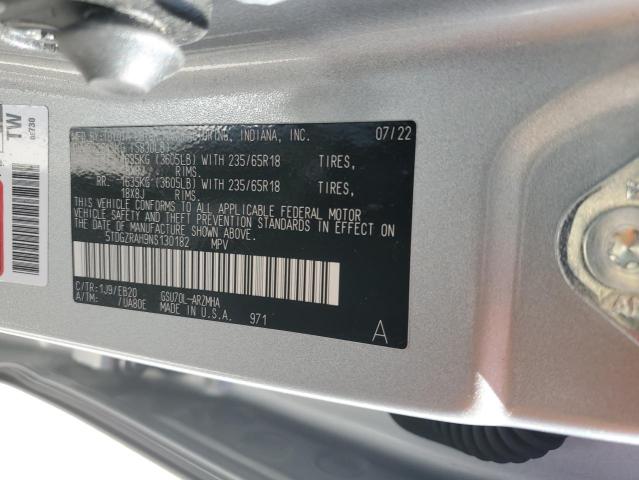 TW
INDIANA, INC. 07/22
1635KG (3605LB) WITH 235/65R18 TIRES,
RIMS.
RR. 1635KG (3605LB) WITH 235/65R18 TIRES,
18X8J RIMS.
THIS VEHICLE CONFORMS TO ALL APPLICABLE FEDERAL MOTOR
VEHICLE SAFETY AND THEFT PREVENTION STANDARDS IN EFFECT
ON THE DATE OF MANUFACTURE SHOWN ABOVE.
5TDGZRAH9NS130182 MPV
C/TR:1J9/EB20 GSU70L-ARZMHA
A/TM: /UA80E MADE IN U.S.A. 971
A